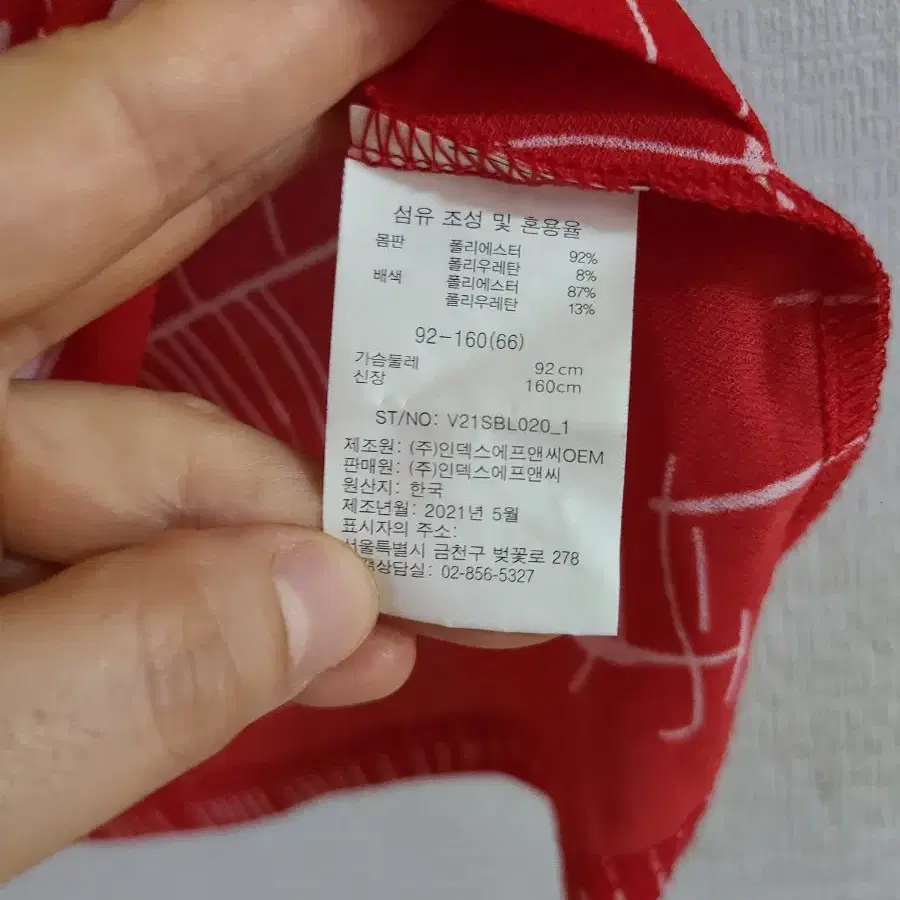 섬유 조성 및 혼용율
몸판 폴리에스터 92%
폴리우레탄 8%
배색 폴리에스터 87%
폴리우레탄 13%
92-160(66)
가슴둘레 92cm
신장 160cm
ST/NO: V21SBL020_1
제조원: (주)인덱스에프앤씨OEM
판매원: (주)인덱스에프앤씨
원산지: 한국
제조년월: 2021년 5월
표시자의 주소:
서울특별시 금천구 벚꽃로 278
객상담실: 02-856-5327